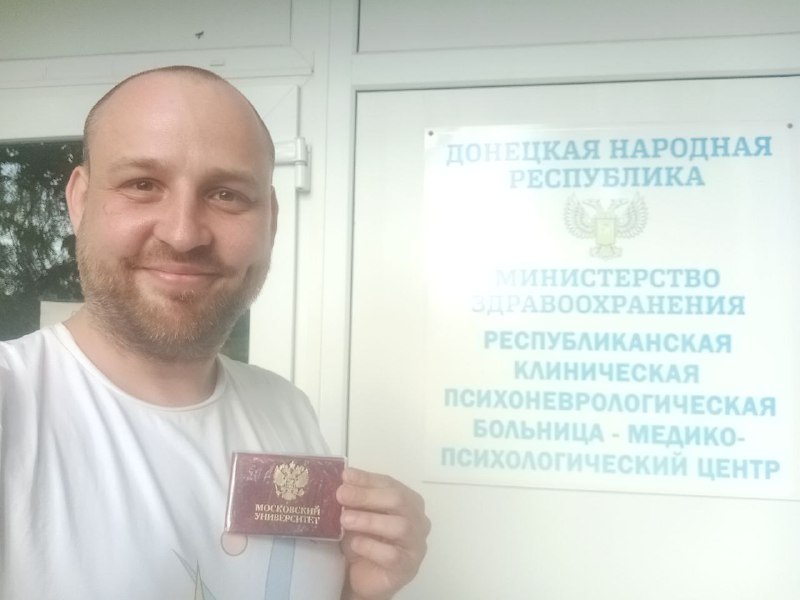 ДОНЕЦКАЯ НАРОДНАЯ
РЕСПУБЛИКА
МИНИСТЕРСТВО
ЗДРАВООХРАНЕНИЯ
РЕСПУБЛИКАНСКАЯ
КЛИНИЧЕСКАЯ
ПСИХОНЕВРОЛОГИЧЕСКАЯ
БОЛЬНИЦА - МЕДИКО-
ПСИХОЛОГИЧЕСКИЙ ЦЕНТР
МОСКОВСКИЙ
УНИВЕРСИТЕТ